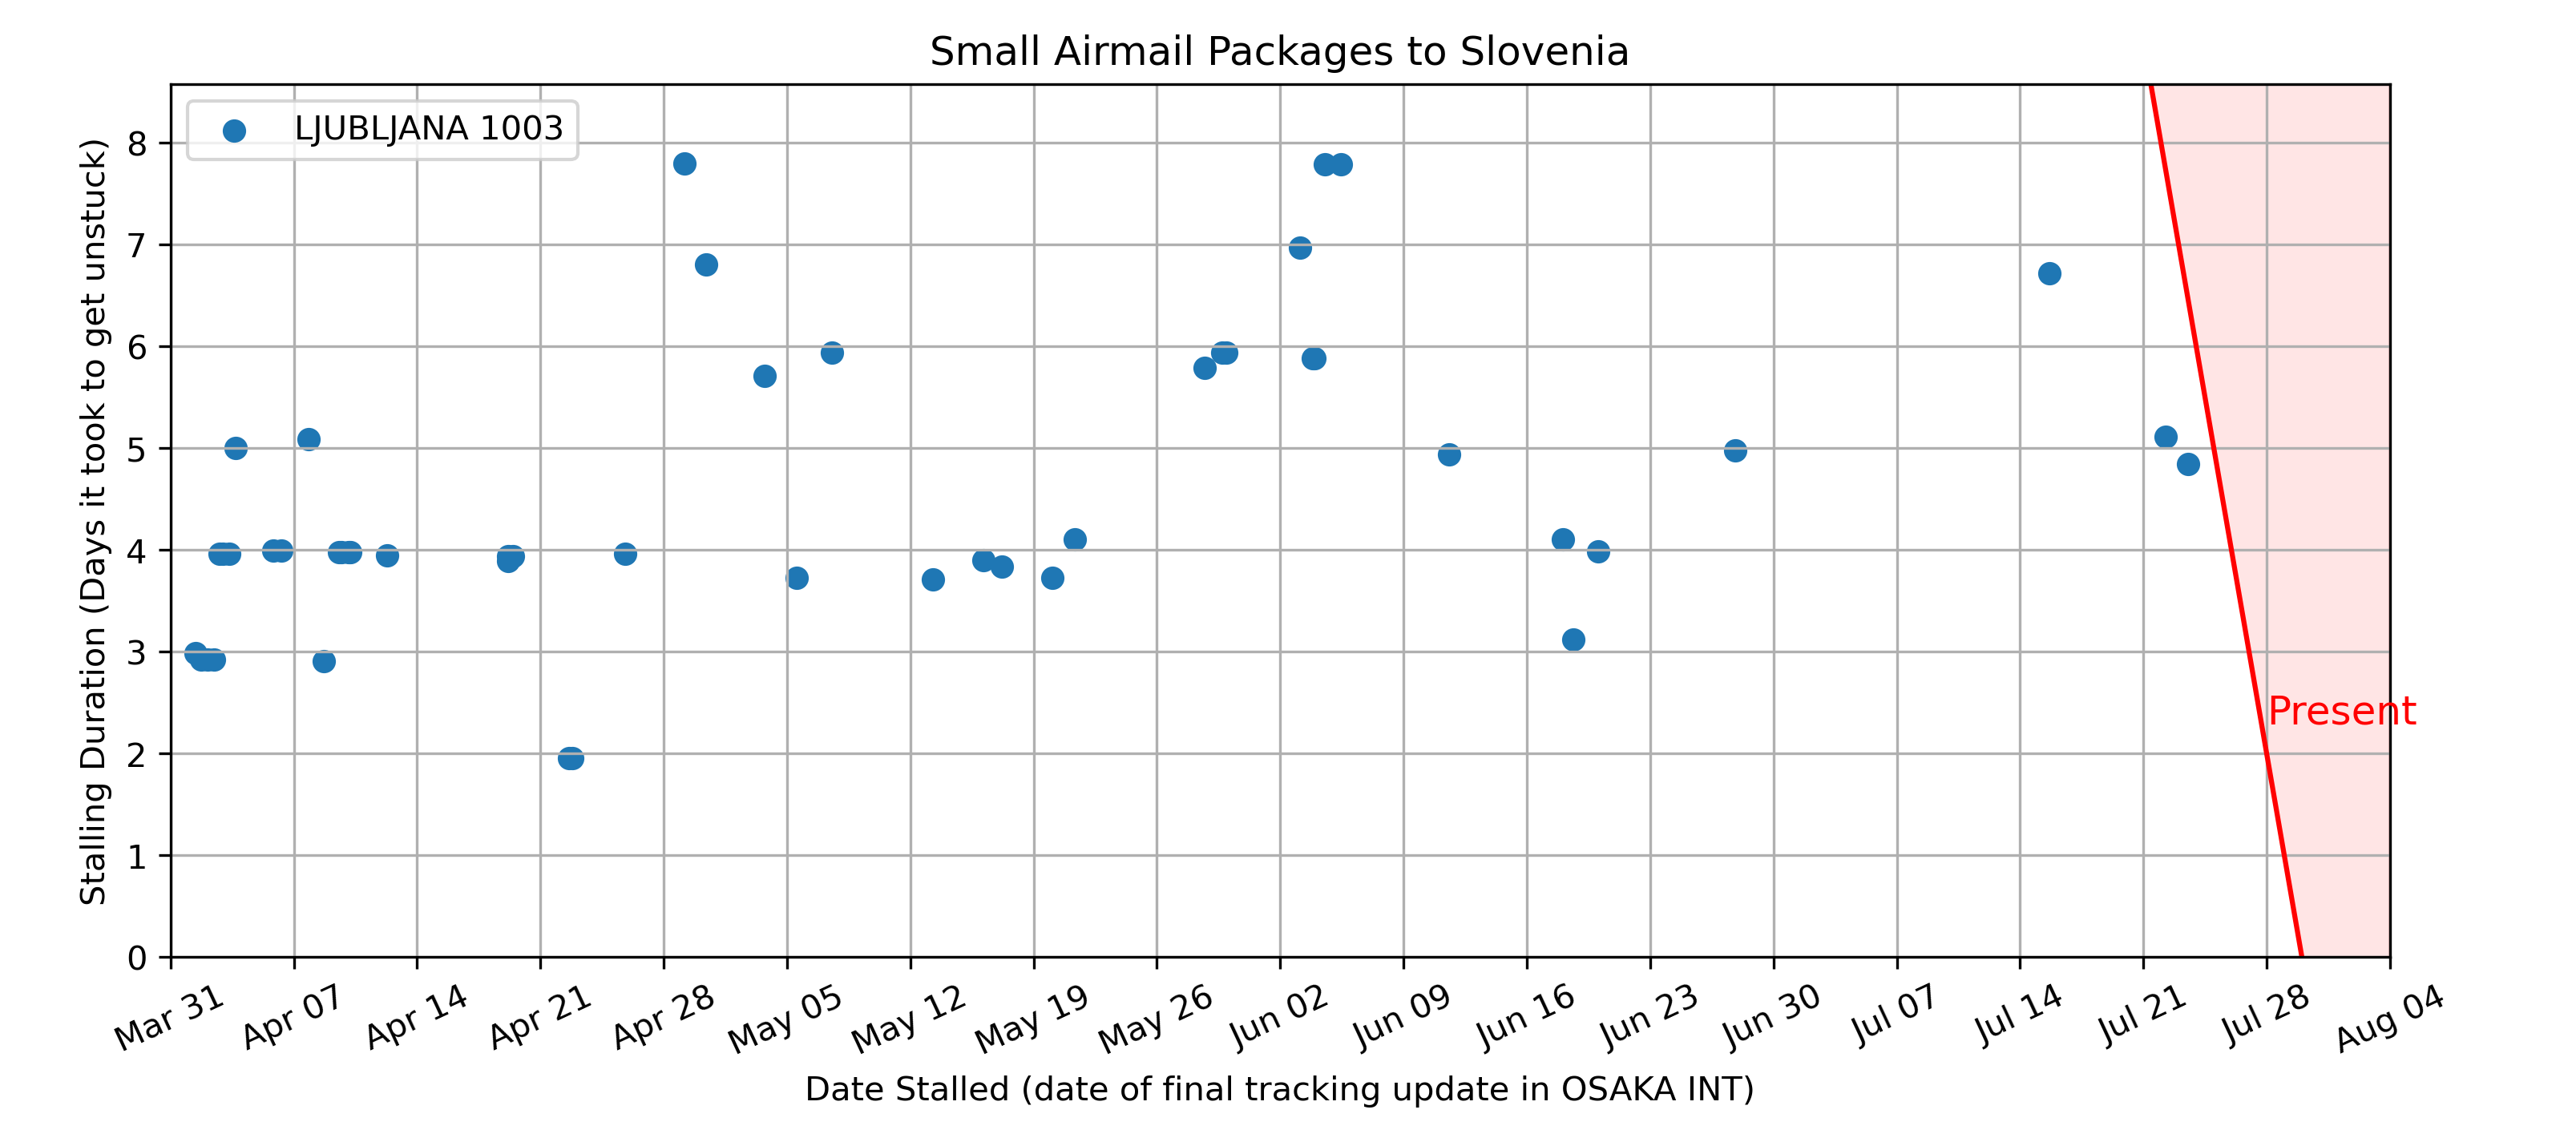 Small Airmail Packages to Slovenia
LJUBLJANA 1003
Stalling Duration (Days it took to get unstuck)
8
7
6
5
4
3
2
1
0
Present
Mar 31 Apr 07 Apr 14 Apr 21 Apr 28 May 05 May 12 May 19 May 26 Jun 02 Jun 09 Jun 16 Jun 23 Jun 30 Jul 07 Jul 14 Jul 21 Jul 28 Aug 04
Date Stalled (date of final tracking update in OSAKA INT)